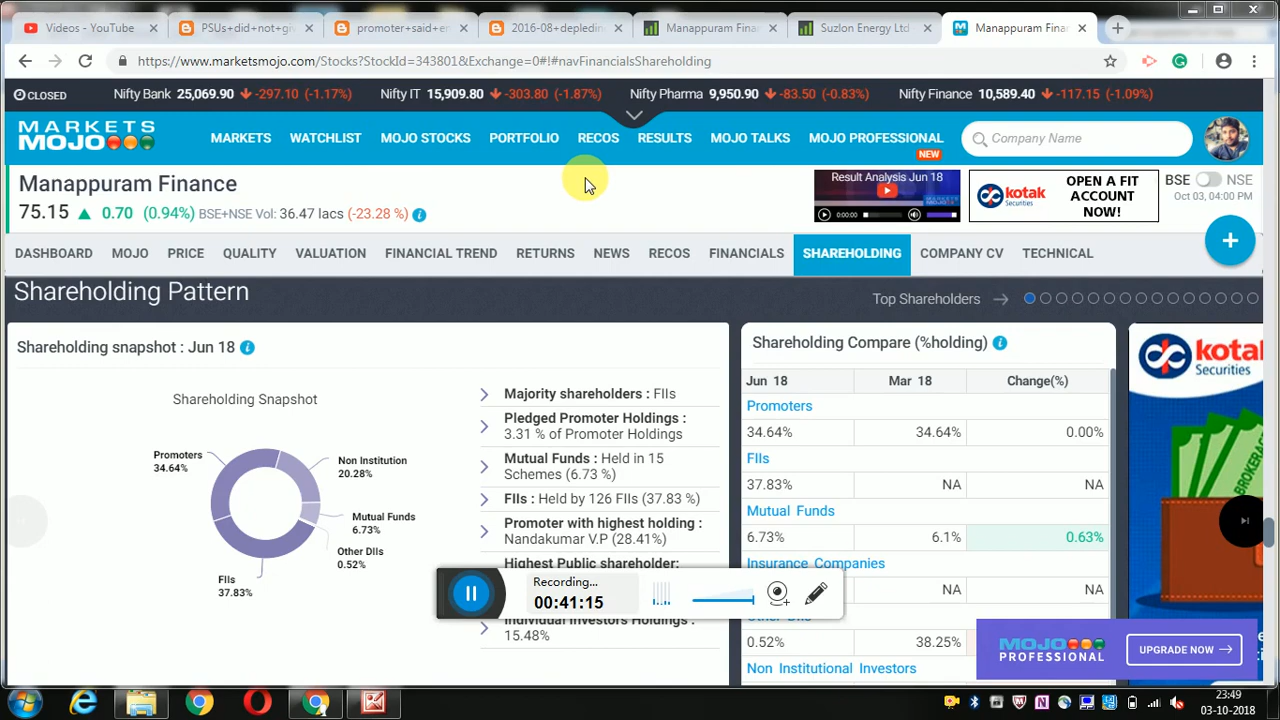 Videos - YouTube
PSUs+did+not+gr
promoter+said+e
2016-08+depledin
Manappuram Finan
Suzlon Energy Ltd
Manappuram Finan
https://www.marketsmojo.com/Stocks?StockId=343801&Exchange=0#!#navFinancialsShareholding
CLOSED
Nifty Bank 25,069.90 -297.10 (-1.17%)
Nifty IT 15,909.80 -303.80 (-1.87%)
Nifty Pharma 9,950.90 -83.50 (-0.83%)
Nifty Finance 10,589.40 -117.15 (-1.09%)
MARKETS
MOJO
MARKETS WATCHLIST MOJO STOCKS PORTFOLIO RECOS RESULTS MOJO TALKS MOJO PROFESSIONAL
NEW
Company Name
Manappuram Finance
75.15 0.70 (0.94%) BSE+NSE Vol: 36.47 lacs (-23.28 %)
Result Analysis Jun 18
0:00:00
kotak
Securities
OPEN A FIT
ACCOUNT
NOW!
BSE NSE
Oct 03, 04:00 PM
DASHBOARD MOJO PRICE QUALITY VALUATION FINANCIAL TREND RETURNS NEWS RECOS FINANCIALS SHAREHOLDING COMPANY CV TECHNICAL
Shareholding Pattern
Top Shareholders
Shareholding snapshot : Jun 18
Shareholding Snapshot
Promoters
34.64%
Non Institution
20.28%
Mutual Funds
6.73%
Other DIIs
0.52%
FIIs
37.83%
Majority shareholders : FIIs
Pledged Promoter Holdings :
3.31 % of Promoter Holdings
Mutual Funds : Held in 15
Schemes (6.73 %)
FIIs : Held by 126 FIIs (37.83 %)
Promoter with highest holding :
Nandakumar V.P (28.41%)
Highest Public shareholder:
Individual Investors Holdings :
15.48%
Shareholding Compare (%holding)
Jun 18 Mar 18 Change(%)
Promoters
34.64% 34.64% 0.00%
FIIs
37.83% NA NA
Mutual Funds
6.73% 6.1% 0.63%
Insurance Companies
NA NA
Other DIIs
0.52% 38.25%
Non Institutional Investors
kotak
Securities
BROKERAG
Recording...
00:41:15
MOJO
PROFESSIONAL
UPGRADE NOW
23:49
03-10-2018